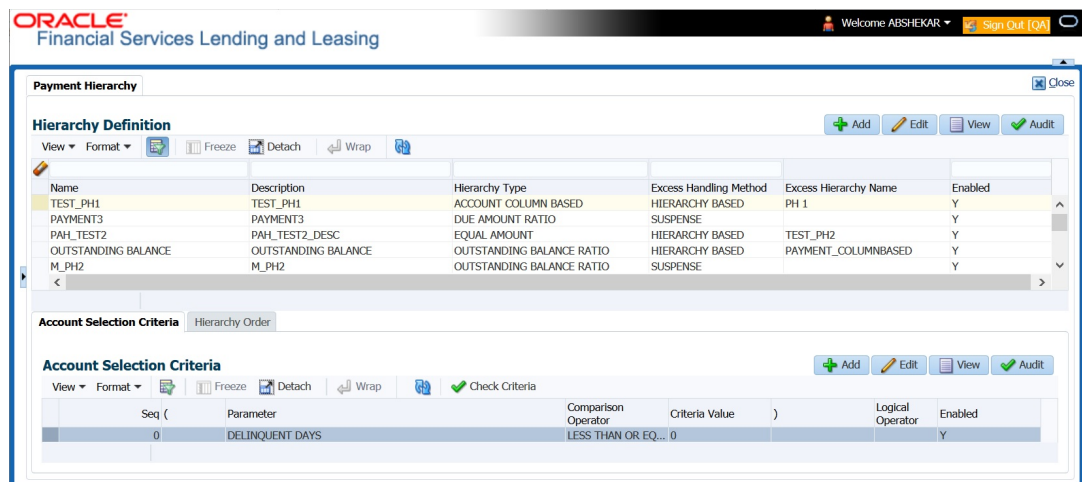 ORACLE®
Financial Services Lending and Leasing
Welcome ABSHEKAR
Sign Out [QA]
Payment Hierarchy
Close
Hierarchy Definition
Add Edit View Audit
View Format Freeze Detach Wrap
Name Description Hierarchy Type Excess Handling Method Excess Hierarchy Name Enabled
TEST_PH1 TEST_PH1 ACCOUNT COLUMN BASED HIERARCHY BASED PH 1 Y
PAYMENT3 PAYMENT3 DUE AMOUNT RATIO SUSPENSE Y
PAH_TEST2 PAH_TEST2_DESC EQUAL AMOUNT HIERARCHY BASED TEST_PH2 Y
OUTSTANDING BALANCE OUTSTANDING BALANCE OUTSTANDING BALANCE RATIO HIERARCHY BASED PAYMENT_COLUMNBASED Y
M_PH2 M_PH2 OUTSTANDING BALANCE RATIO SUSPENSE Y
Account Selection Criteria Hierarchy Order
Account Selection Criteria
Add Edit View Audit
View Format Freeze Detach Wrap Check Criteria
Seq ( Parameter Comparison Operator Criteria Value ) Logical Operator Enabled
0 DELINQUENT DAYS LESS THAN OR EQ... 0 Y